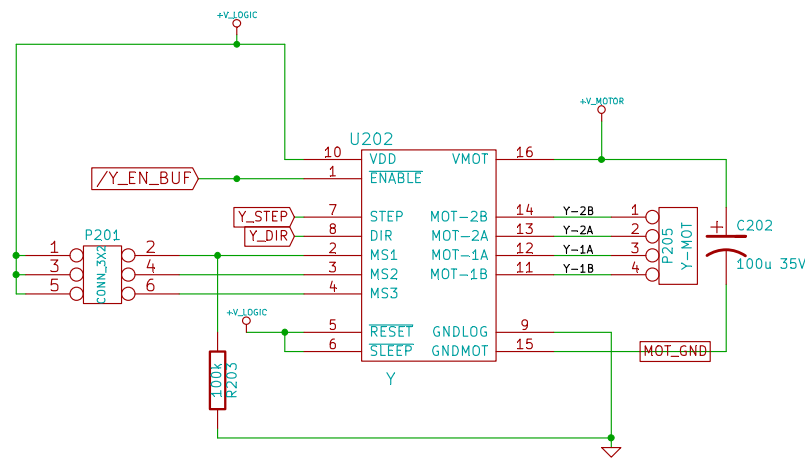 +V_LOGIC
+V_MOTOR
U202
10 VDD VMOT 16
/Y_EN_BUF 1 ENABLE
Y_STEP 7 STEP MOT-2B 14 Y-2B 1
Y_DIR 8 DIR MOT-2A 13 Y-2A 2
P201
1 2 2 MS1 MOT-1A 12 Y-1A 3
3 4 3 MS2 MOT-1B 11 Y-1B 4
5 6 4 MS3
CONN_3X2
P205
Y-MOT
+ C202
100u 35V
+V_LOGIC
5 RESET GNDLOG 9
6 SLEEP GNDMOT 15 MOT_GND
Y
100k
R203